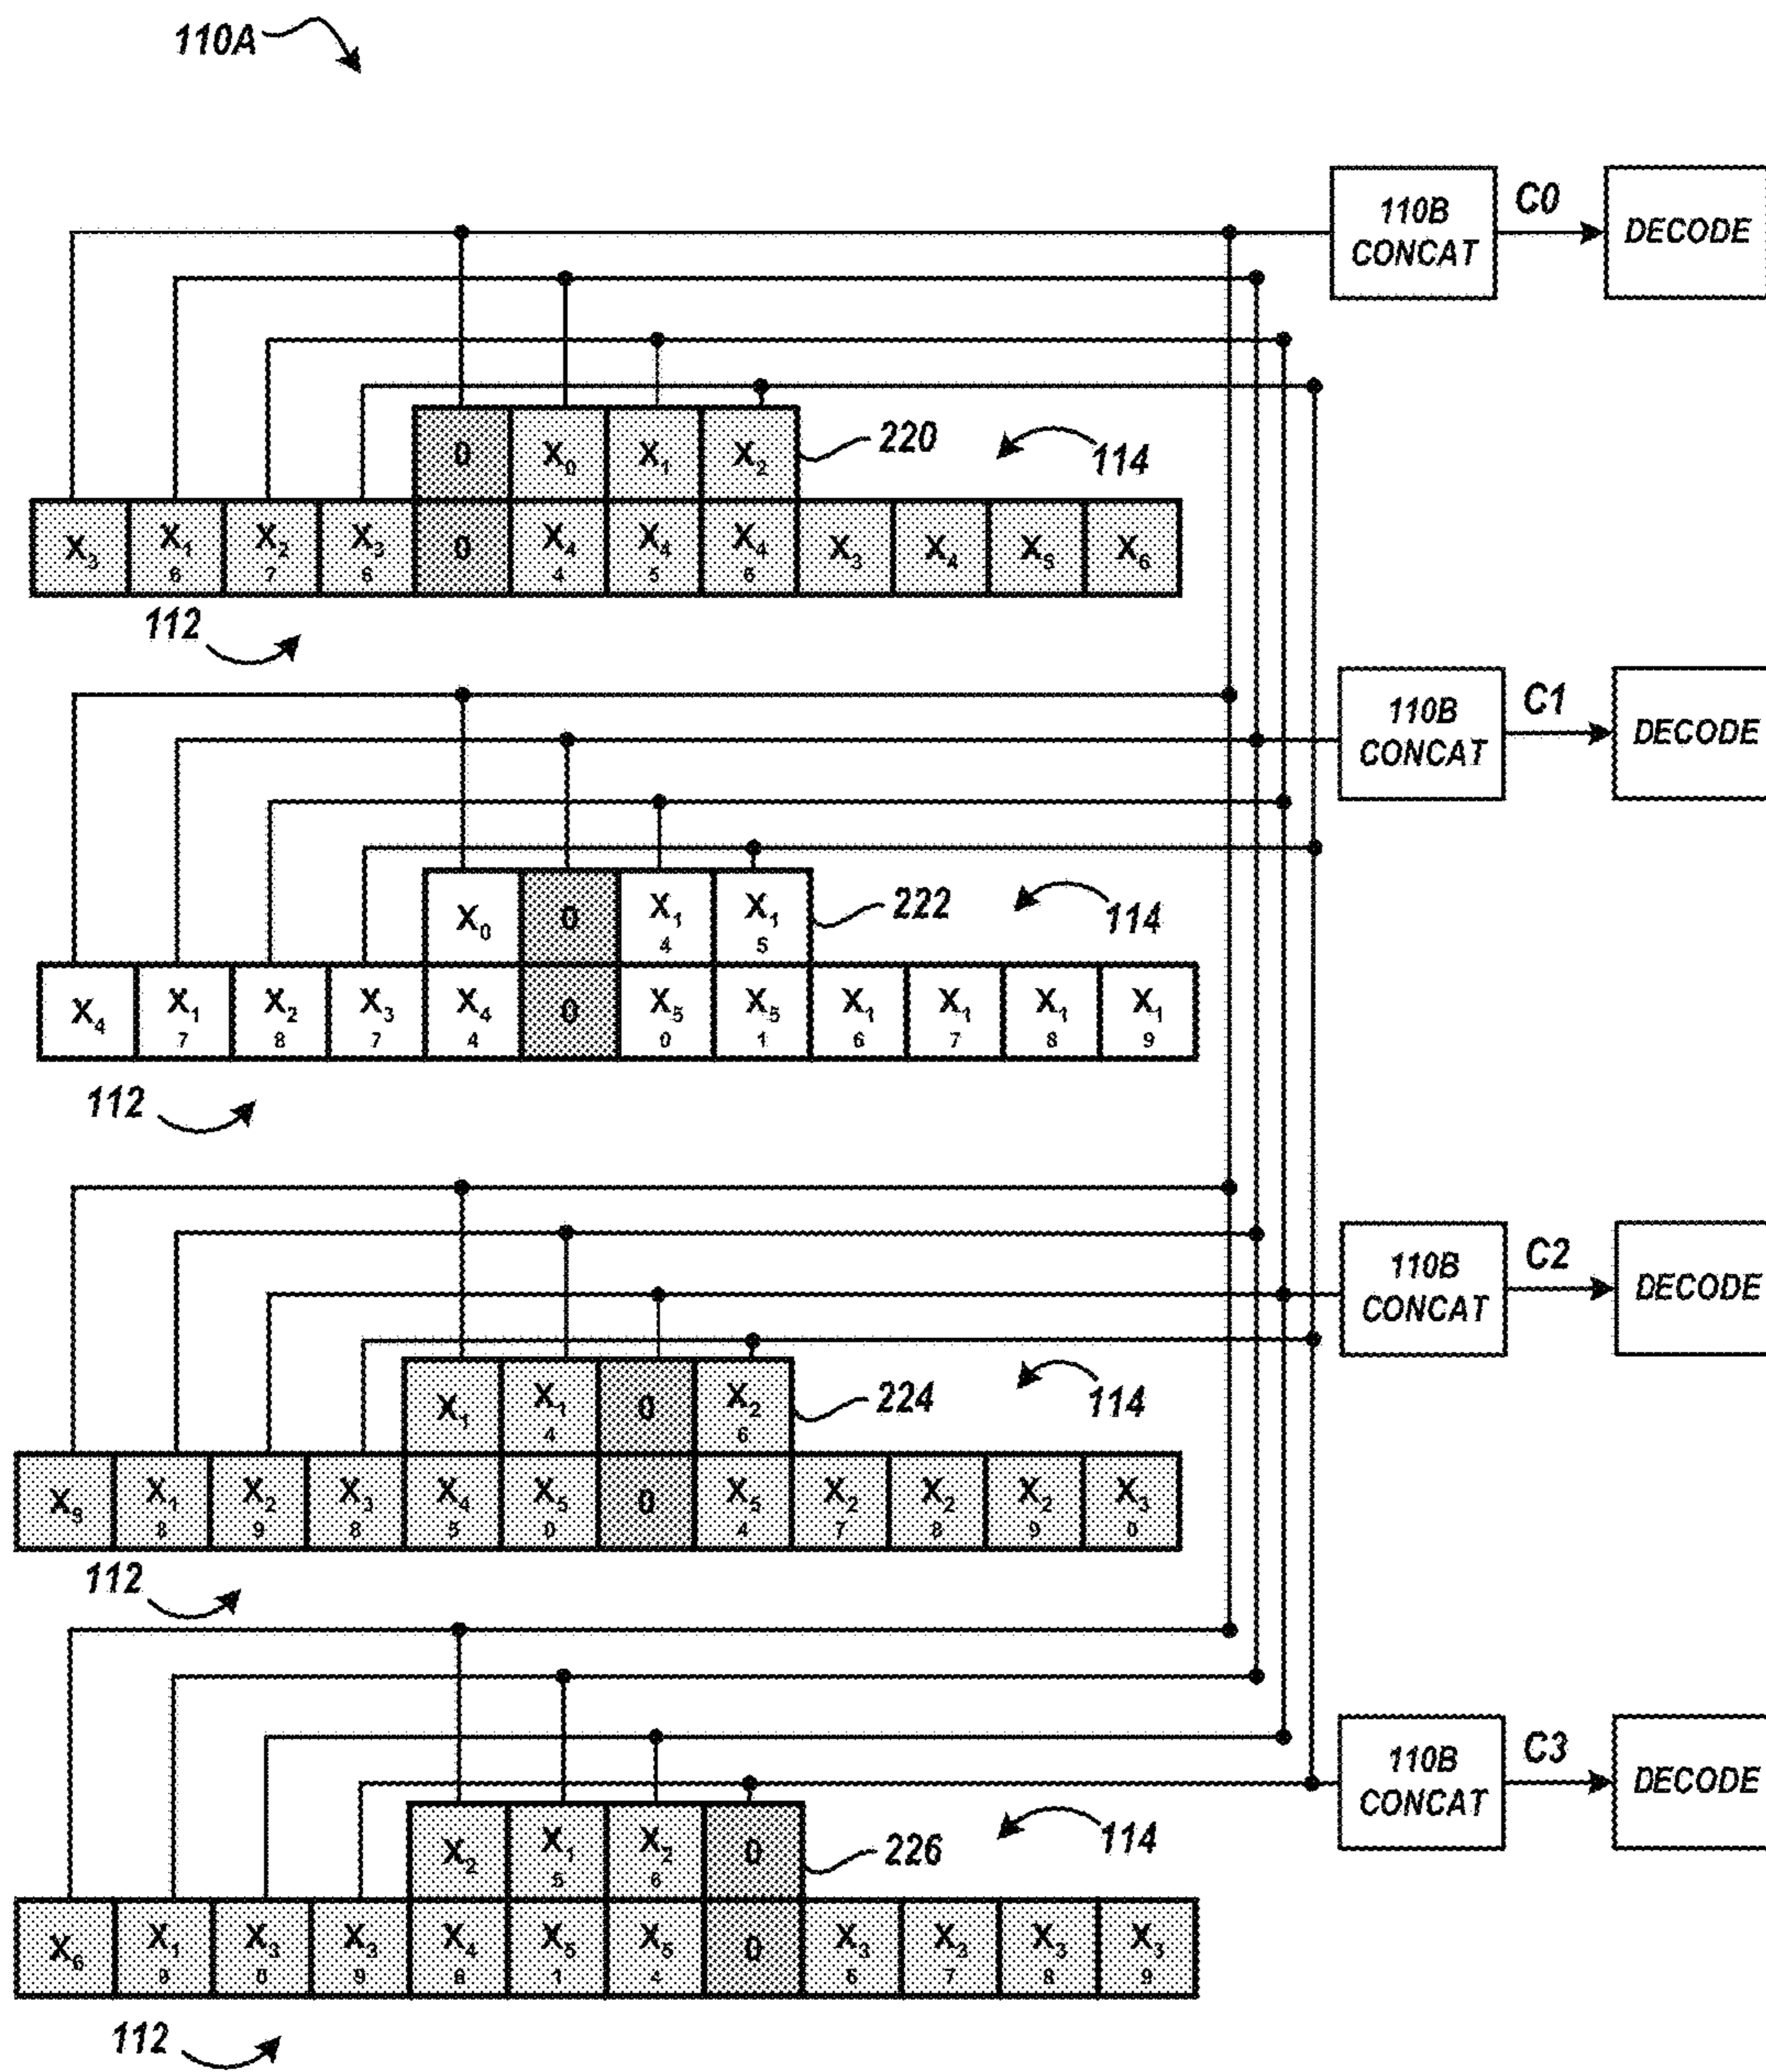 110A
110B
CONCAT
C0
DECODE
0 X₀ X₁ X₂
220
114
X₃ X₁ X₂ X₃ 0 X₄ X₄ X₄ X₃ X₄ X₅ X₆
6 7 6 4 5 6
112
110B
CONCAT
C1
DECODE
X₀ 0 X₁ X₁
4 5
222
114
X₄ X₁ X₂ X₃ X₄ 0 X₅ X₅ X₁ X₁ X₁ X₁
7 8 7 4 0 1 6 7 8 9
112
110B
CONCAT
C2
DECODE
X₁ X₁ 0 X₂
4 6
224
114
X₁ X₂ X₃ X₄ X₅ 0 X₅ X₂ X₂ X₂ X₃
8 9 8 5 0 4 7 8 9 0
112
110B
CONCAT
C3
DECODE
X₂ X₁ X₂ 0
5 6
226
114
X₆ X₁ X₃ X₃ X₄ X₅ X₅ 0 X₃ X₃ X₃ X₃
9 0 9 6 1 4 6 7 8 9
112